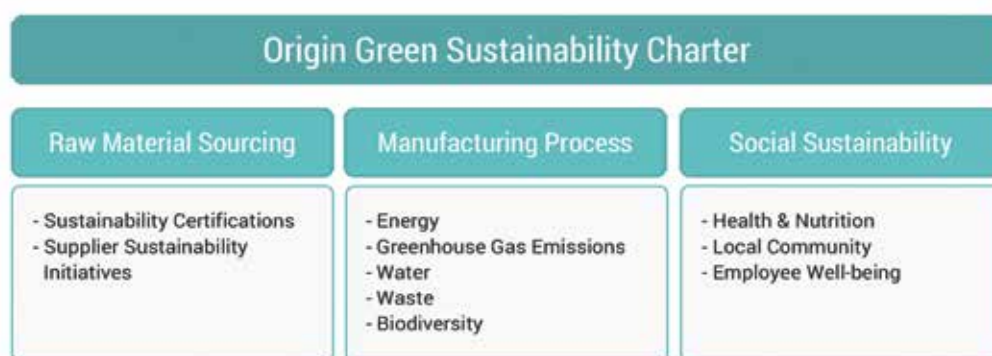 Origin Green Sustainability Charter
Raw Material Sourcing
- Sustainability Certifications
- Supplier Sustainability
Initiatives
Manufacturing Process
- Energy
- Greenhouse Gas Emissions
- Water
- Waste
- Biodiversity
Social Sustainability
- Health & Nutrition
- Local Community
- Employee Well-being